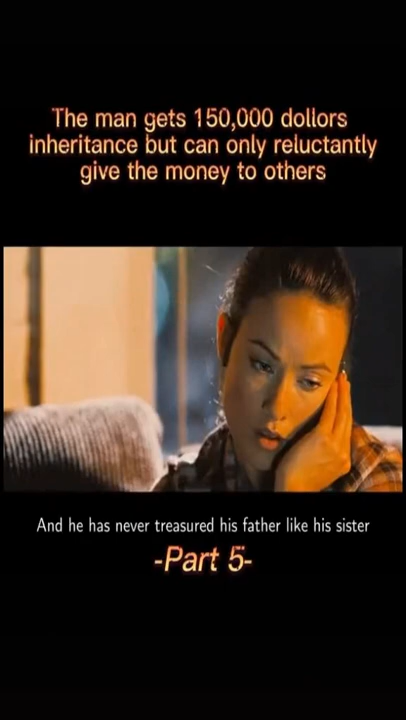 The man gets 150,000 dollors
inheritance but can only reluctantly
give the money to others
And he has never treasured his father like his sister
-Part 5-